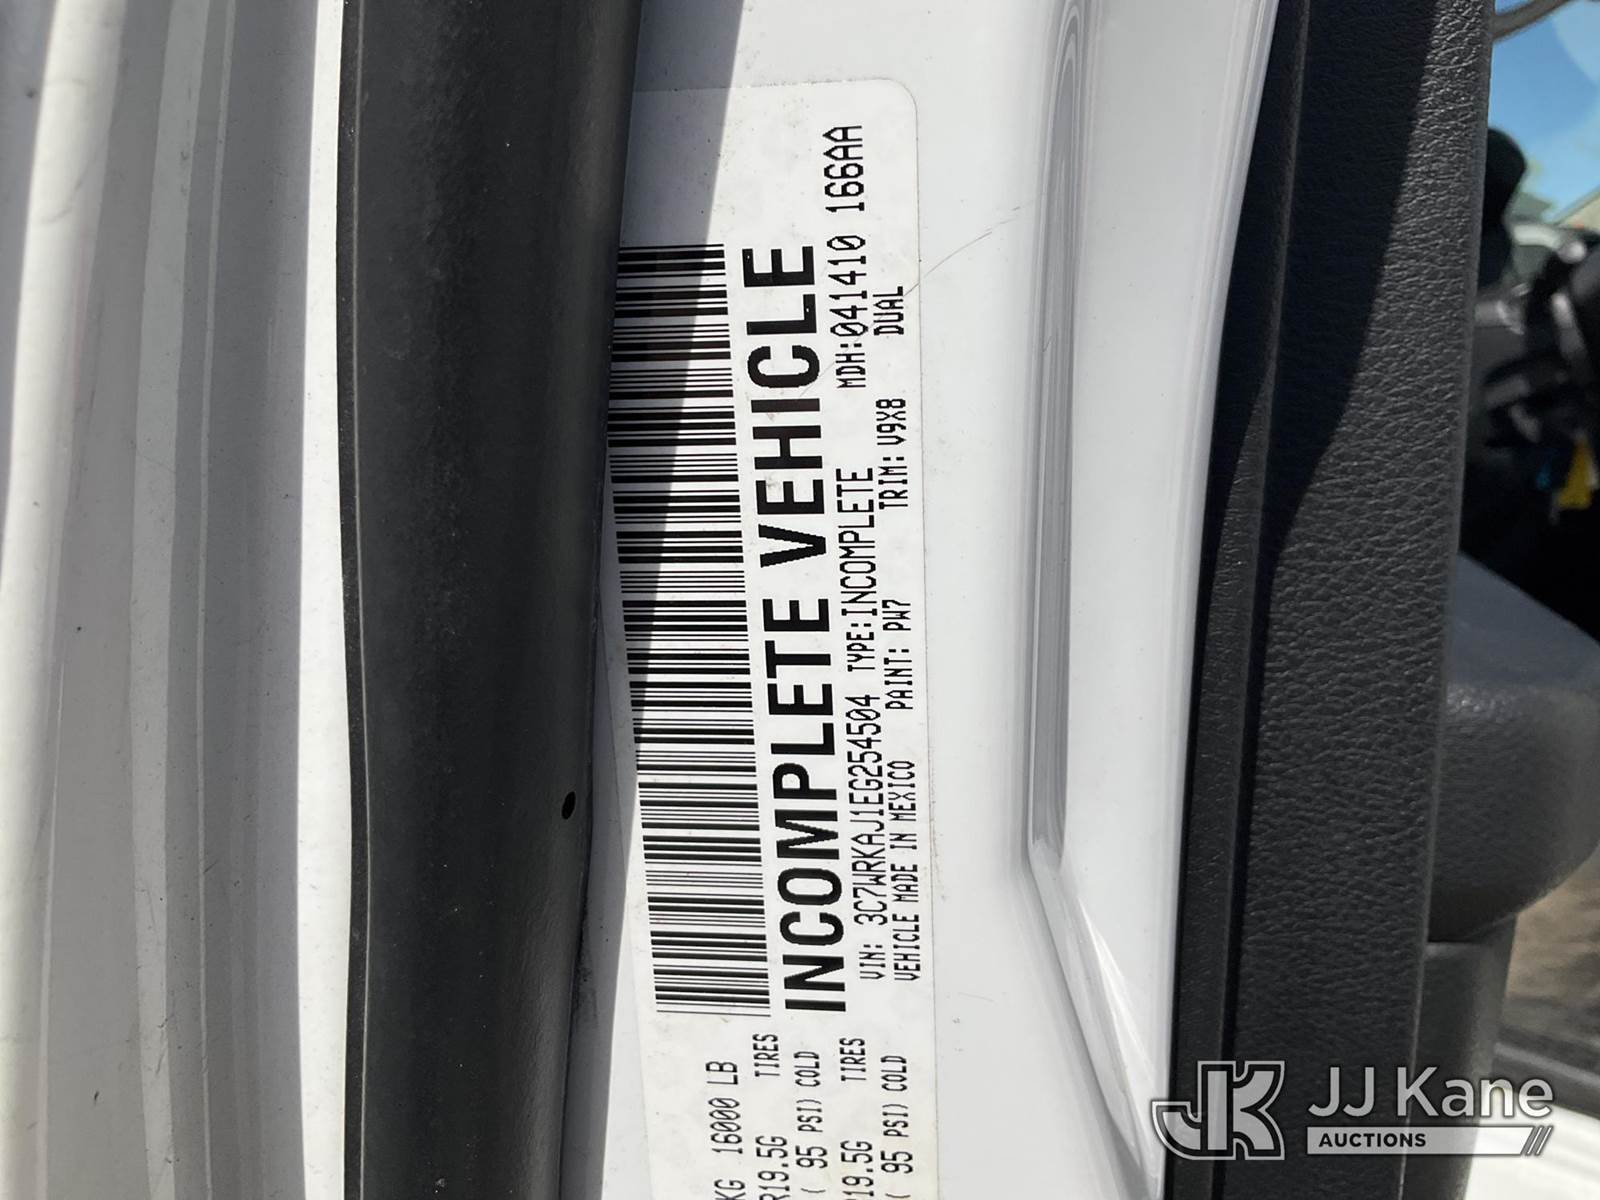 KG 16000 LB
R19.5G TIRES
( 95 PSI) COLD
R19.5G TIRES
( 95 PSI) COLD
INCOMPLETE VEHICLE
VIN: 3C7WRKAJ1EG254504 TYPE:INCOMPLETE MDH:041410 166AA
VEHICLE MADE IN MEXICO PAINT: PW7 TRIM: V9X8 DUAL
JJ Kane
AUCTIONS